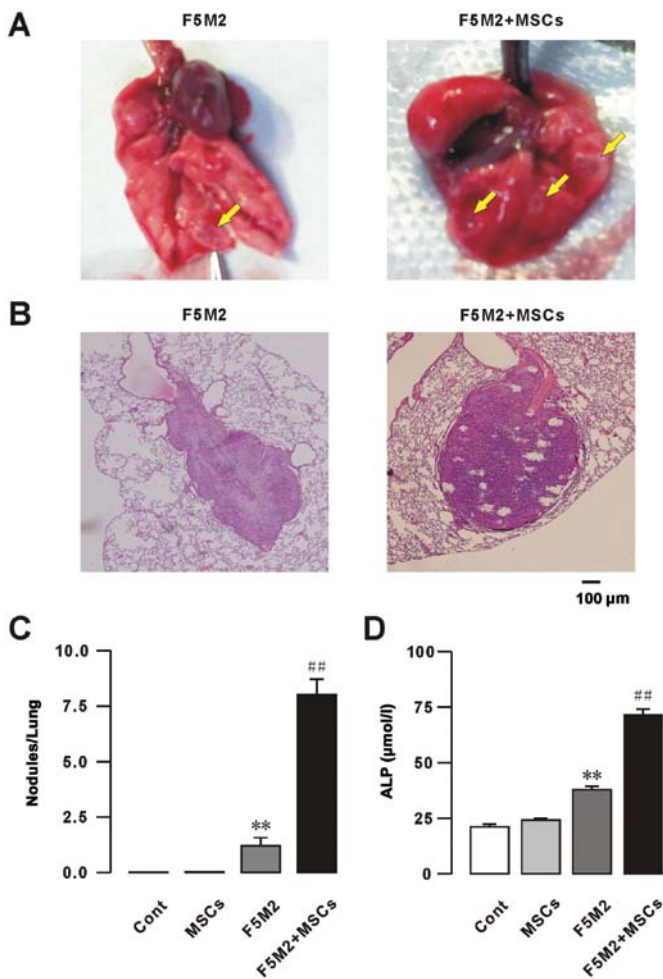 A
F5M2
F5M2+MSCs
B
F5M2
F5M2+MSCs
100 µm
C
Nodules/Lung
10.0
7.5
5.0
2.5
0.0
**
##
Cont
MSCs
F5M2
F5M2+MSCs
D
ALP (µmol/l)
100
75
50
25
0
**
##
Cont
MSCs
F5M2
F5M2+MSCs